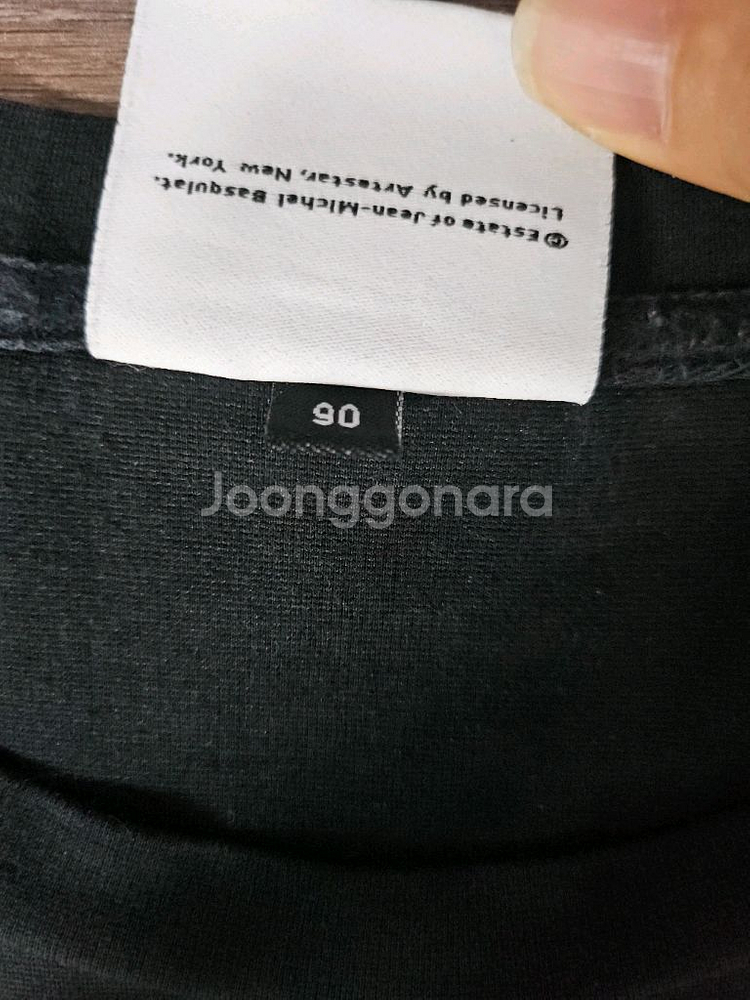 © Estate of Jean-Michel Basquiat.
Licensed by Artestar, New York.
90
Joonggonara